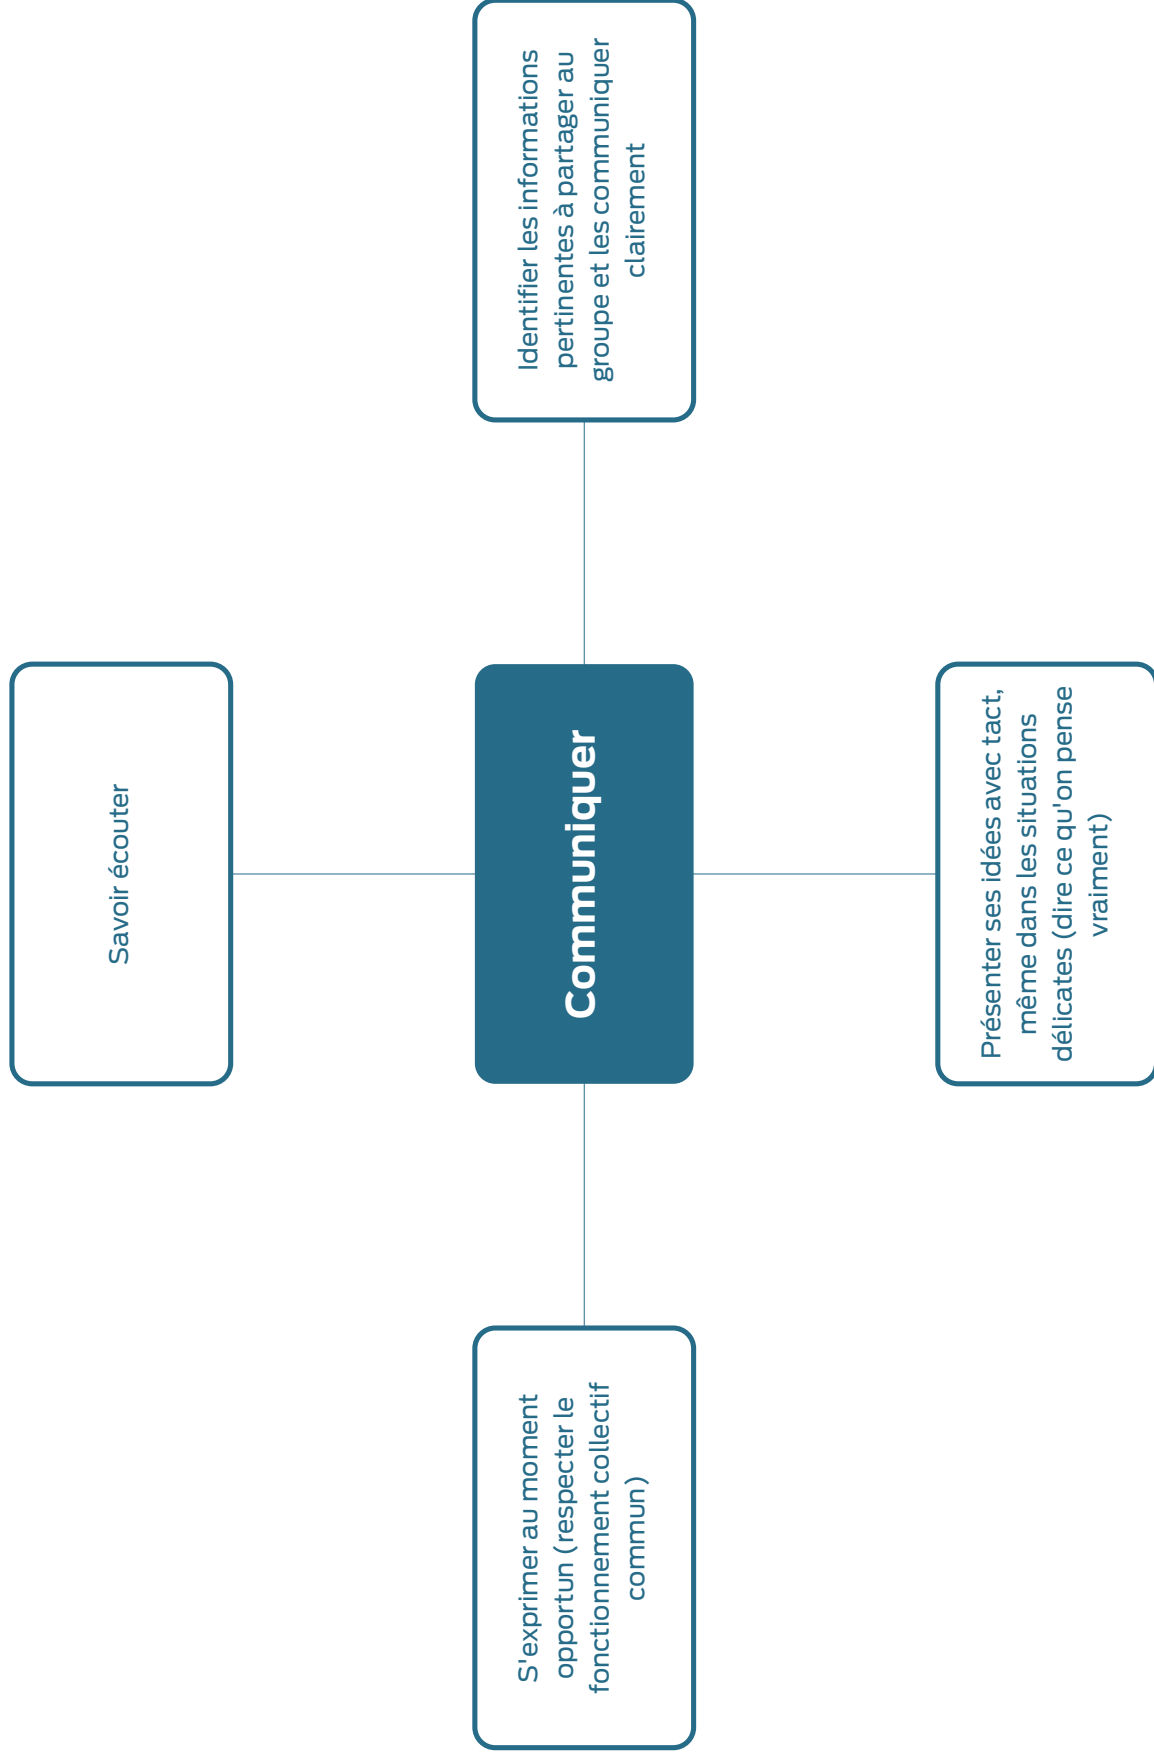 Savoir écouter
S'exprimer au moment
opportun (respecter le
fonctionnement collectif
commun)
Communiquer
Identifier les informations
pertinentes à partager au
groupe et les communiquer
clairement
Présenter ses idées avec tact,
même dans les situations
délicates (dire ce qu'on pense
vraiment)